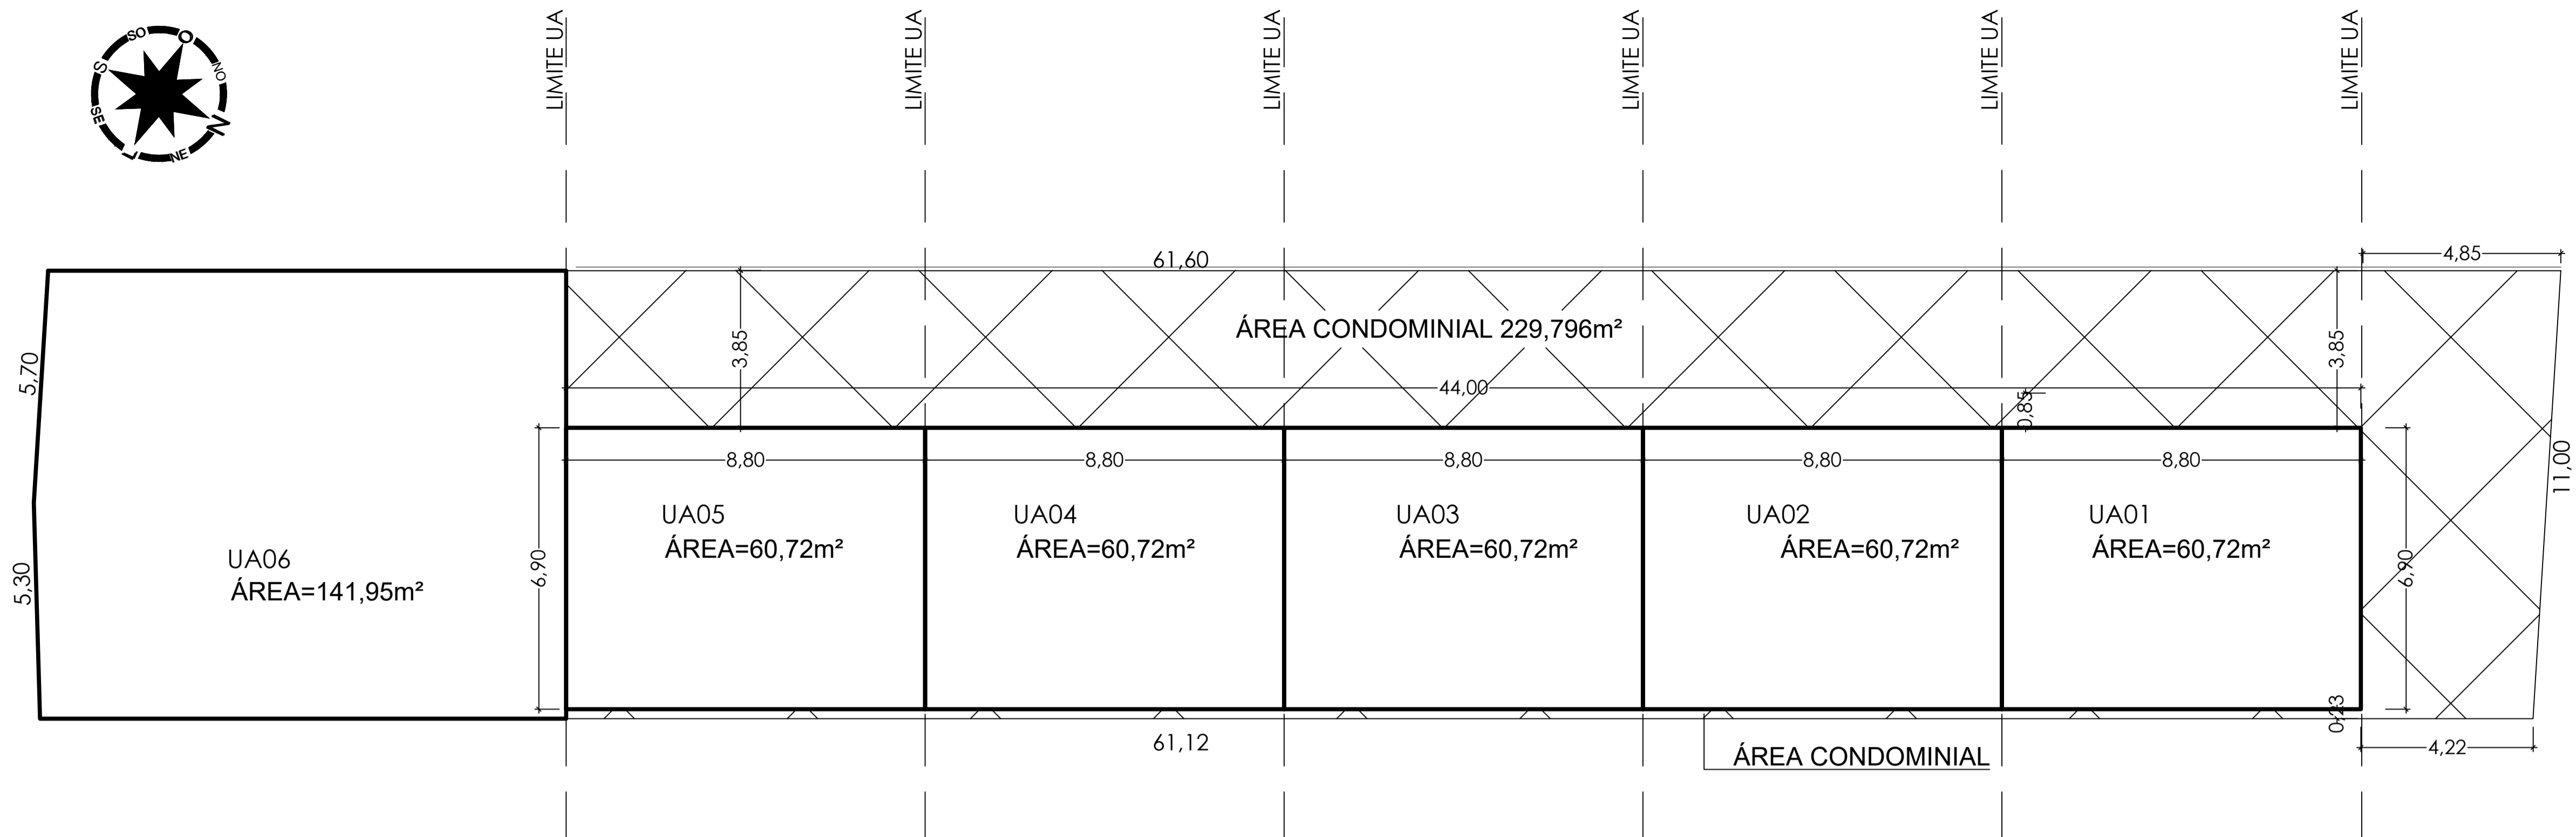 SO
O
S
NO
SE
N
L
NE
LIMITE UA
LIMITE UA
LIMITE UA
LIMITE UA
LIMITE UA
LIMITE UA
61,60
4,85
ÁREA CONDOMINIAL 229,796m²
3,85
3,85
5,70
44,00
0,85
11,00
8,80
8,80
8,80
8,80
8,80
UA05
ÁREA=60,72m²
UA04
ÁREA=60,72m²
UA03
ÁREA=60,72m²
UA02
ÁREA=60,72m²
UA01
ÁREA=60,72m²
UA06
ÁREA=141,95m²
6,90
6,90
5,30
0,23
61,12
ÁREA CONDOMINIAL
4,22